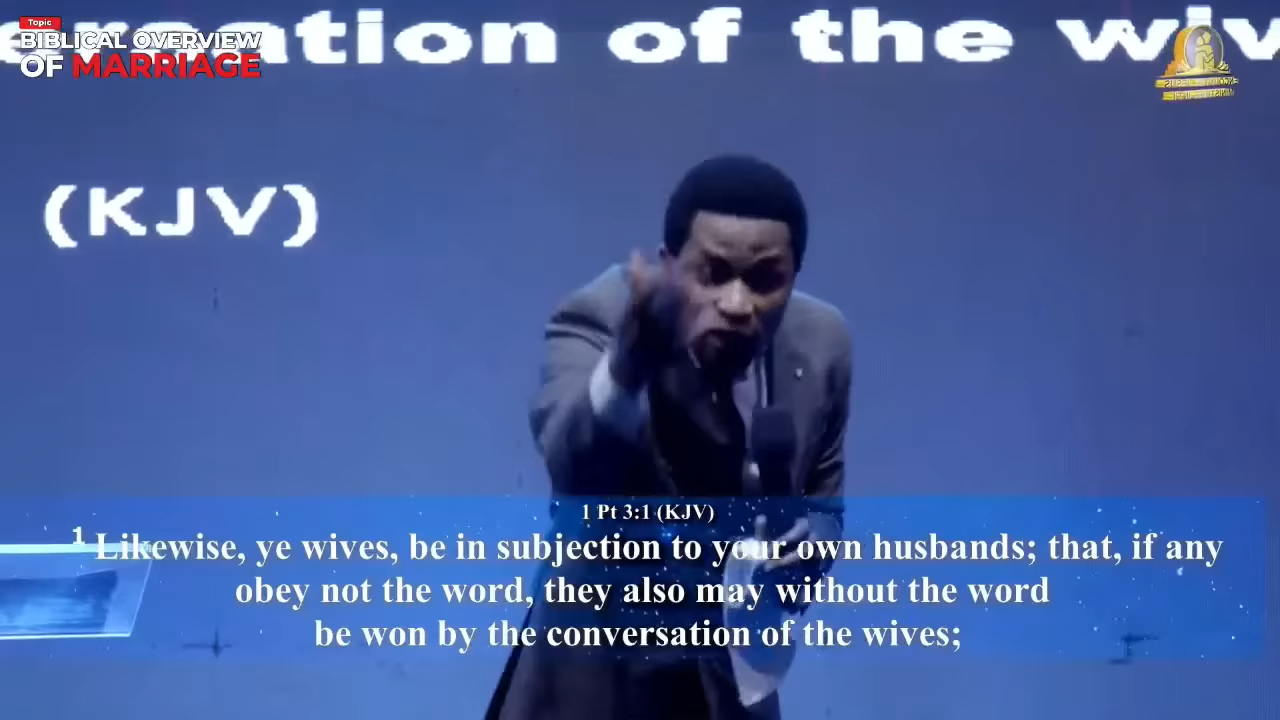 Topic
BIBLICAL OVERVIEW
OF MARRIAGE
ersation of the wiv
(KJV)
1 Pt 3:1 (KJV)
1 Likewise, ye wives, be in subjection to your own husbands; that, if any
obey not the word, they also may without the word
be won by the conversation of the wives;